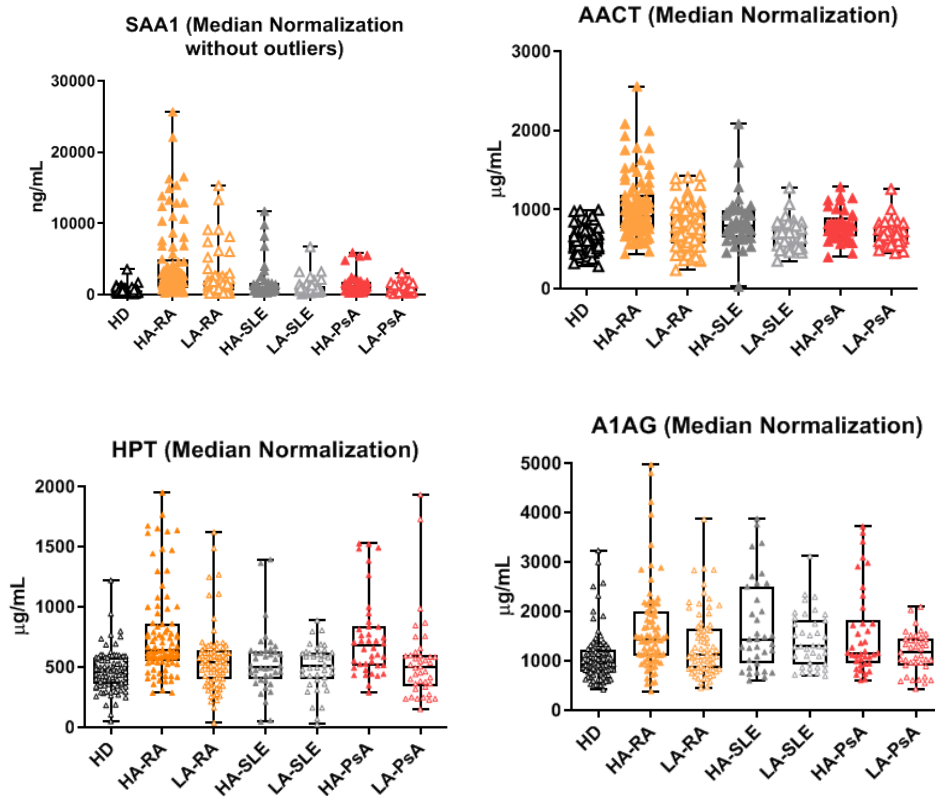 SAA1 (Median Normalization
without outliers)
30000
20000
10000
0
ng/mL
HD
HA-RA
LA-RA
HA-SLE
LA-SLE
HA-PsA
LA-PsA
AACT (Median Normalization)
3000
2000
1000
0
µg/mL
HD
HA-RA
LA-RA
HA-SLE
LA-SLE
HA-PsA
LA-PsA
HPT (Median Normalization)
2000
1500
1000
500
0
µg/mL
HD
HA-RA
LA-RA
HA-SLE
LA-SLE
HA-PsA
LA-PsA
A1AG (Median Normalization)
5000
4000
3000
2000
1000
0
µg/mL
HD
HA-RA
LA-RA
HA-SLE
LA-SLE
HA-PsA
LA-PsA